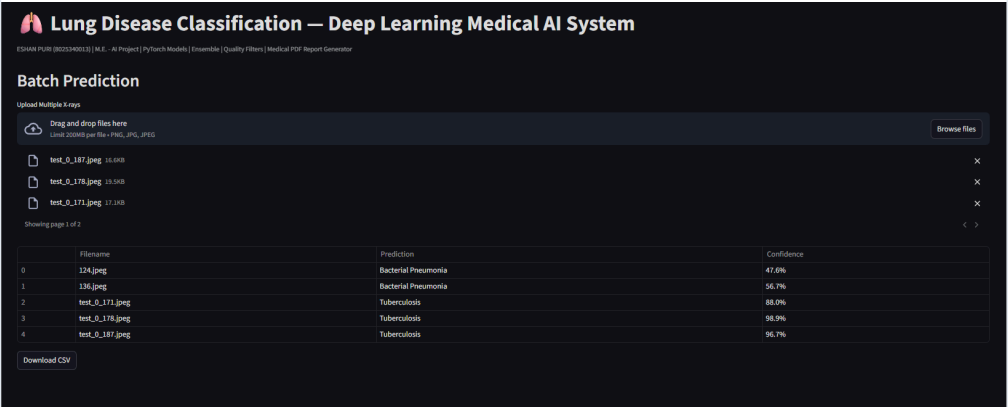 Lung Disease Classification — Deep Learning Medical AI System
ESHAN PURI (8025340013) | M.E. - AI Project | PyTorch Models | Ensemble | Quality Filters | Medical PDF Report Generator
Batch Prediction
Upload Multiple X-rays
Drag and drop files here
Limit 200MB per file • PNG, JPG, JPEG
Browse files
test_0_187.jpeg 16.6KB
test_0_178.jpeg 19.5KB
test_0_171.jpeg 17.1KB
Showing page 1 of 2
Filename Prediction Confidence
0 124.jpeg Bacterial Pneumonia 47.6%
1 136.jpeg Bacterial Pneumonia 56.7%
2 test_0_171.jpeg Tuberculosis 88.0%
3 test_0_178.jpeg Tuberculosis 98.9%
4 test_0_187.jpeg Tuberculosis 96.7%
Download CSV